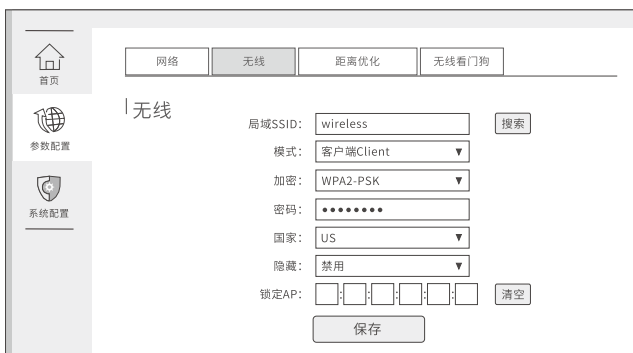 首页
参数配置
系统配置
网络 无线 距离优化 无线看门狗
无线
局域SSID: wireless 搜索
模式: 客户端Client ▼
加密: WPA2-PSK ▼
密码: ●●●●●●●●
国家: US ▼
隐藏: 禁用 ▼
锁定AP: : : : : : 清空
保存